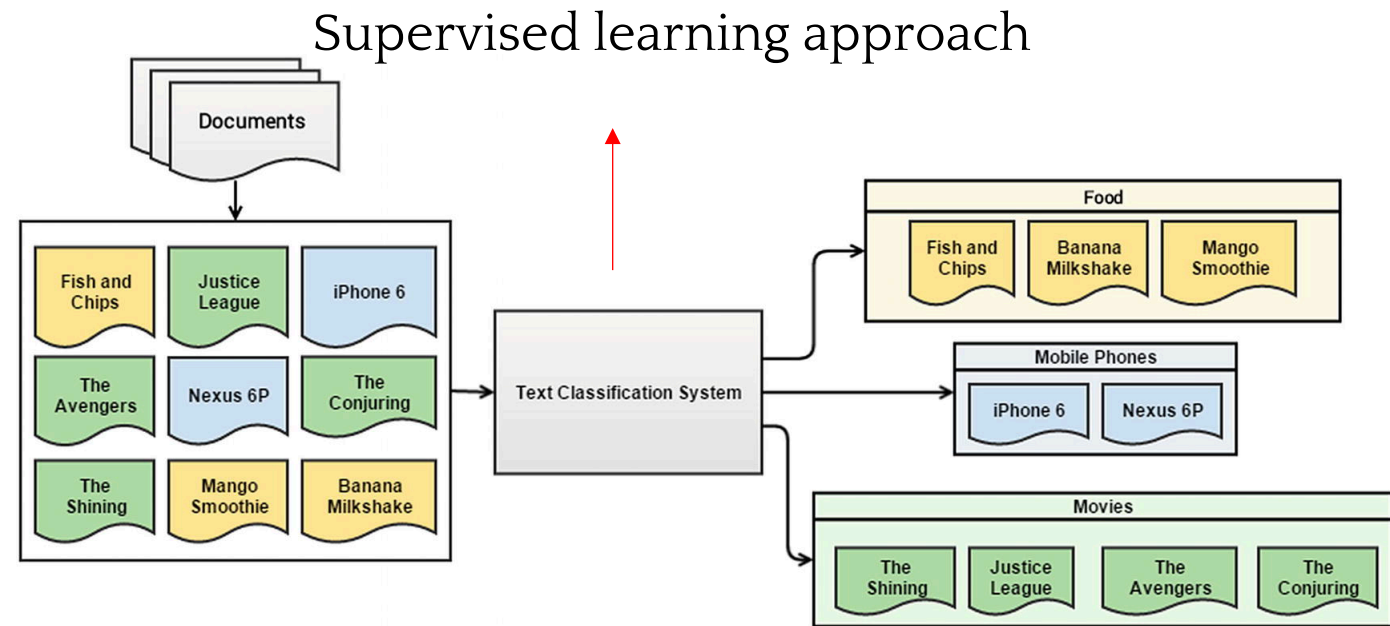 Supervised learning approach
Documents
Fish and
Chips
Justice
League
iPhone 6
The
Avengers
Nexus 6P
The
Conjuring
The
Shining
Mango
Smoothie
Banana
Milkshake
Text Classification System
Food
Fish and
Chips
Banana
Milkshake
Mango
Smoothie
Mobile Phones
iPhone 6
Nexus 6P
Movies
The
Shining
Justice
League
The
Avengers
The
Conjuring